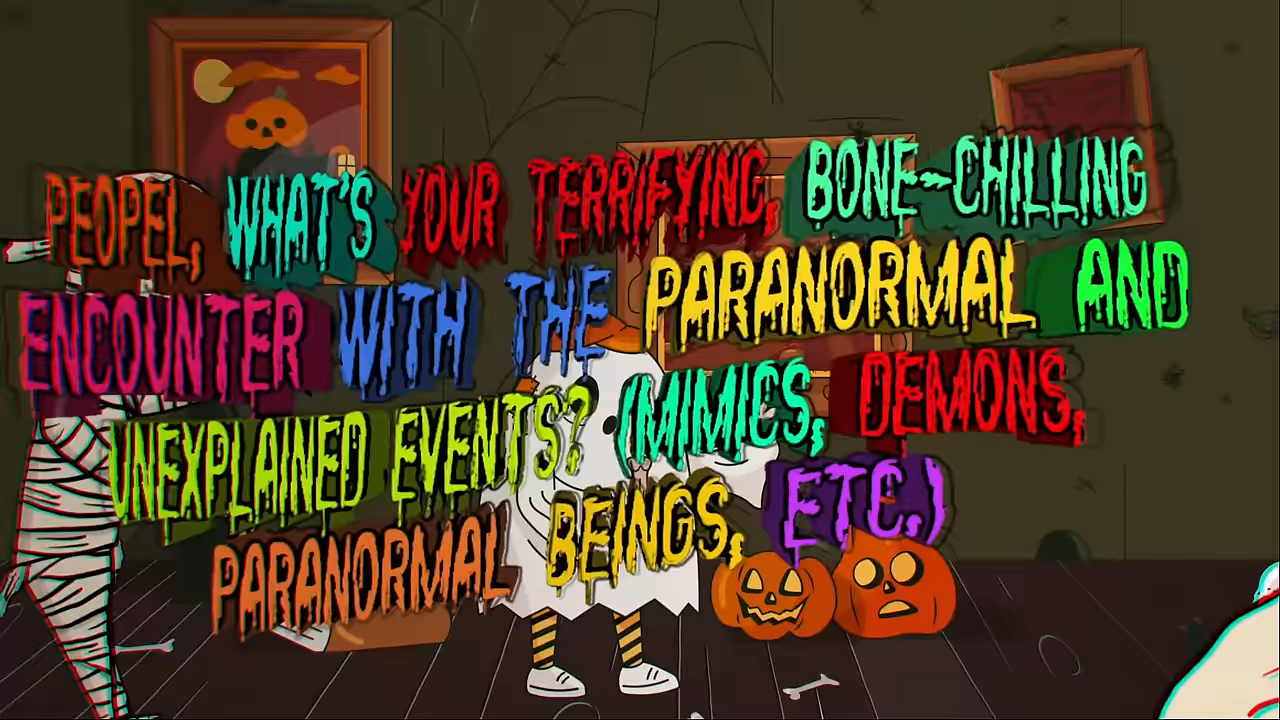 PEOPEL, WHAT'S YOUR TERRIFYING, BONE-CHILLING
ENCOUNTER WITH THE PARANORMAL AND
UNEXPLAINED EVENTS? (MIMICS, DEMONS,
PARANORMAL BEINGS, ETC.)